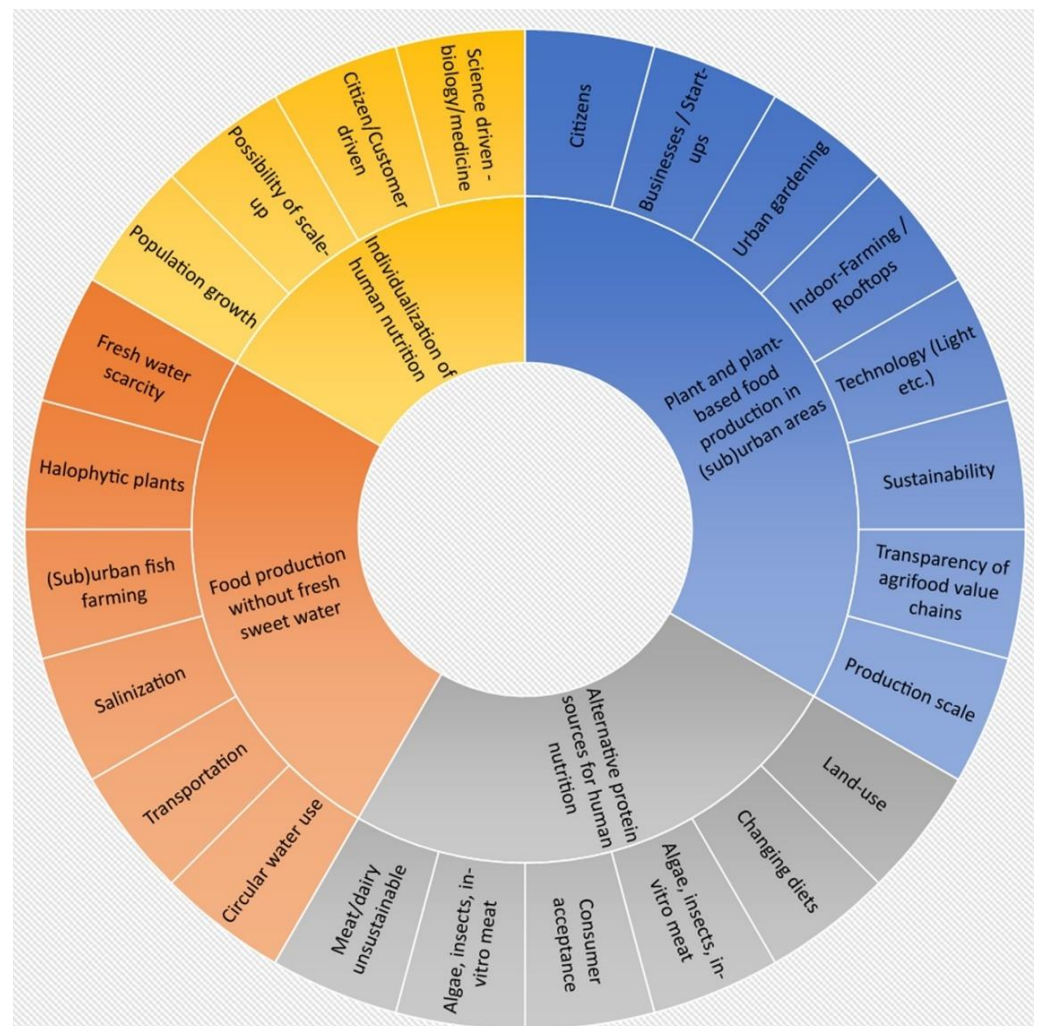 Citizens
Businesses / Start-
ups
Urban gardening
Indoor-Farming /
Rooftops
Technology (Light
etc.)
Sustainability
Transparency of
agrifood value
chains
Production scale
Plant and plant-
based food
production in
(sub)urban areas
Land-use
Changing diets
Algae, insects, in-
vitro meat
Consumer
acceptance
Algae, insects, in-
vitro meat
Meat/dairy
unsustainable
Alternative protein
sources for human
nutrition
Circular water use
Transportation
Salinization
(Sub)urban fish
farming
Halophytic plants
Fresh water
scarcity
Food production
without fresh
sweet water
Population growth
Possibility of scale-
up
Citizen/Customer
driven
Science driven -
biology/medicine
Individualization of
human nutrition